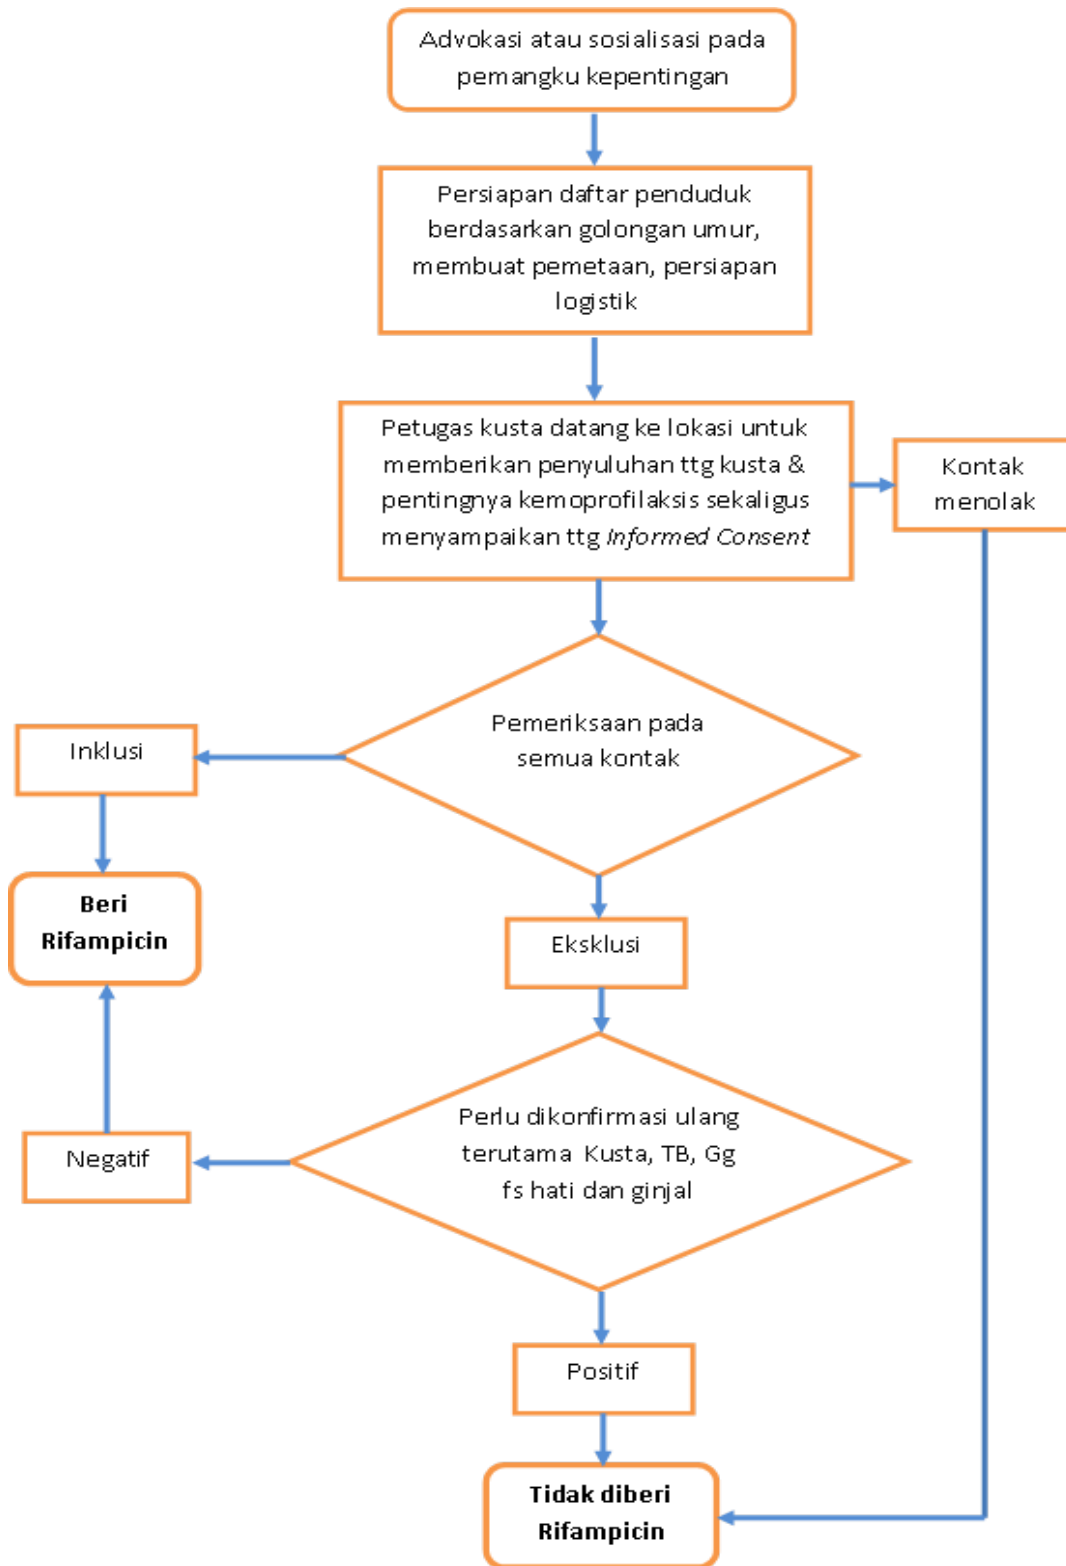 Advokasi atau sosialisasi pada
pemangku kepentingan
Persiapan daftar penduduk
berdasarkan golongan umur,
membuat pemetaan, persiapan
logistik
Petugas kusta datang ke lokasi untuk
memberikan penyuluhan ttg kusta &
pentingnya kemoprofilaksis sekaligus
menyampaikan ttg Informed Consent
Kontak
menolak
Pemeriksaan pada
semua kontak
Inklusi
Beri
Rifampicin
Eksklusi
Perlu dikonfirmasi ulang
terutama Kusta, TB, Gg
fs hati dan ginjal
Negatif
Positif
Tidak diberi
Rifampicin